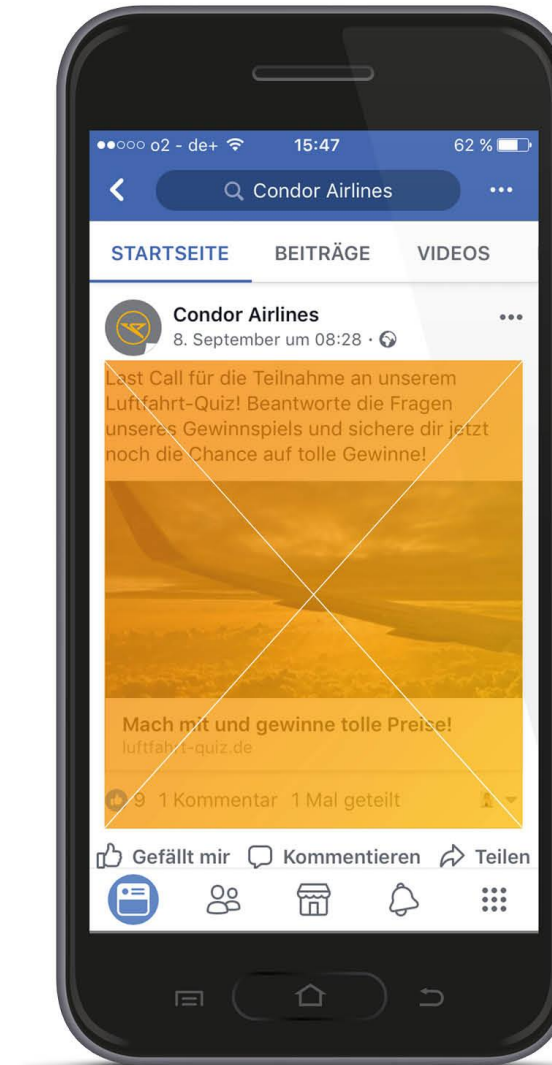 ●●○○○ o2 - de+ 15:47 62 %
Condor Airlines
STARTSEITE BEITRÄGE VIDEOS
Condor Airlines
8. September um 08:28 ·
Last Call für die Teilnahme an unserem
Luftfahrt-Quiz! Beantworte die Fragen
unseres Gewinnspiels und sichere dir jetzt
noch die Chance auf tolle Gewinne!
Mach mit und gewinne tolle Preise!
luftfahrt-quiz.de
9 1 Kommentar 1 Mal geteilt
Gefällt mir Kommentieren Teilen